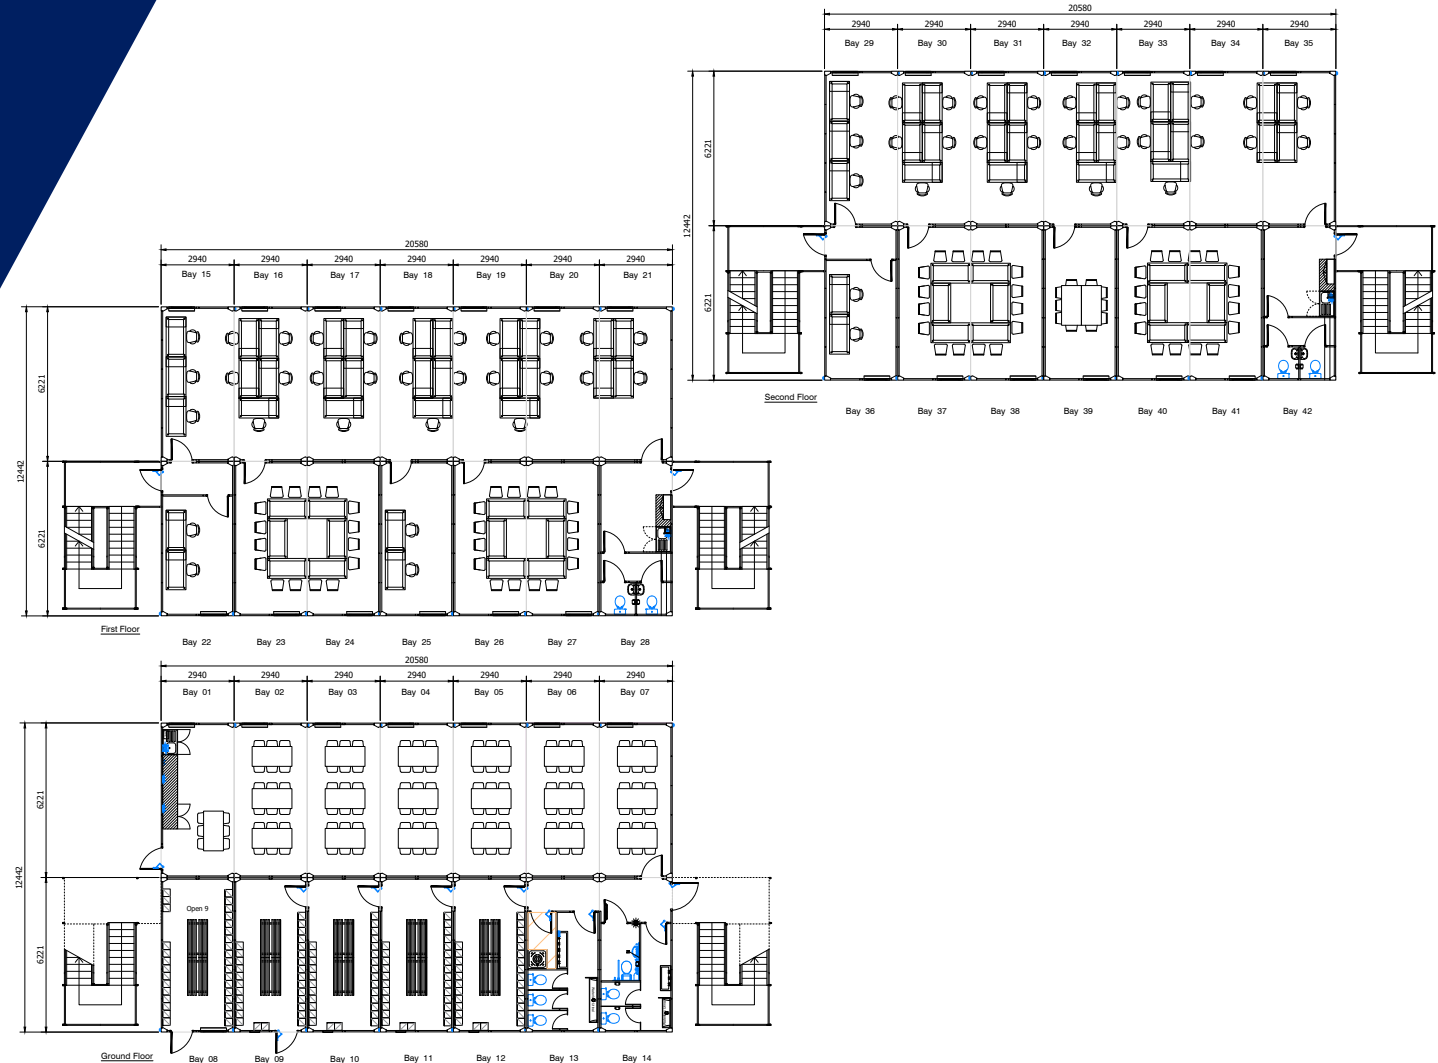 20580
2940 2940 2940 2940 2940 2940 2940
Bay 29 Bay 30 Bay 31 Bay 32 Bay 33 Bay 34 Bay 35
6221
12442
6221
Second Floor
Bay 36 Bay 37 Bay 38 Bay 39 Bay 40 Bay 41 Bay 42
20580
2940 2940 2940 2940 2940 2940 2940
Bay 15 Bay 16 Bay 17 Bay 18 Bay 19 Bay 20 Bay 21
6221
12442
6221
First Floor
Bay 22 Bay 23 Bay 24 Bay 25 Bay 26 Bay 27 Bay 28
20580
2940 2940 2940 2940 2940 2940 2940
Bay 01 Bay 02 Bay 03 Bay 04 Bay 05 Bay 06 Bay 07
6221
12442
Open 9
6221
Ground Floor
Bay 08 Bay 09 Bay 10 Bay 11 Bay 12 Bay 13 Bay 14